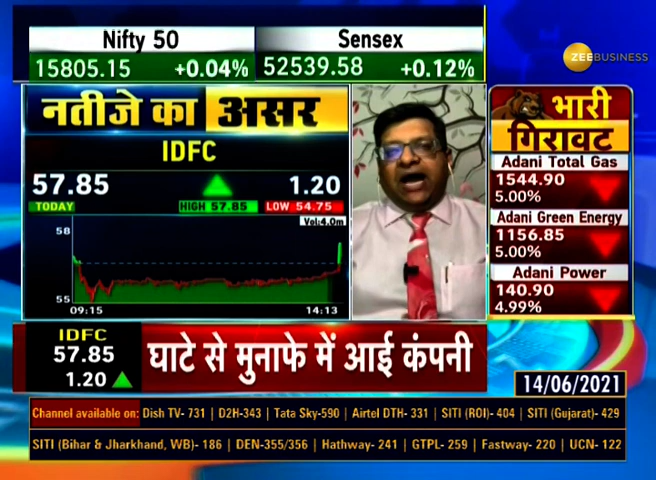 Nifty 50
15805.15 +0.04%
Sensex
52539.58 +0.12%
ZEEBUSINESS
नतीजे का असर
IDFC
57.85 1.20
TODAY HIGH 57.85 LOW 54.75
Vol:4.0m
58
55
09:15 14:13
भारी
गिरावट
Adani Total Gas
1544.90
5.00%
Adani Green Energy
1156.85
5.00%
Adani Power
140.90
4.99%
IDFC
57.85
1.20
घाटे से मुनाफे में आई कंपनी
14/06/2021
Channel available on: Dish TV- 731 | D2H-343 | Tata Sky-590 | Airtel DTH- 331 | SITI (ROI)- 404 | SITI (Gujarat)- 429
SITI (Bihar & Jharkhand, WB)- 186 | DEN-355/356 | Hathway- 241 | GTPL- 259 | Fastway- 220 | UCN- 122